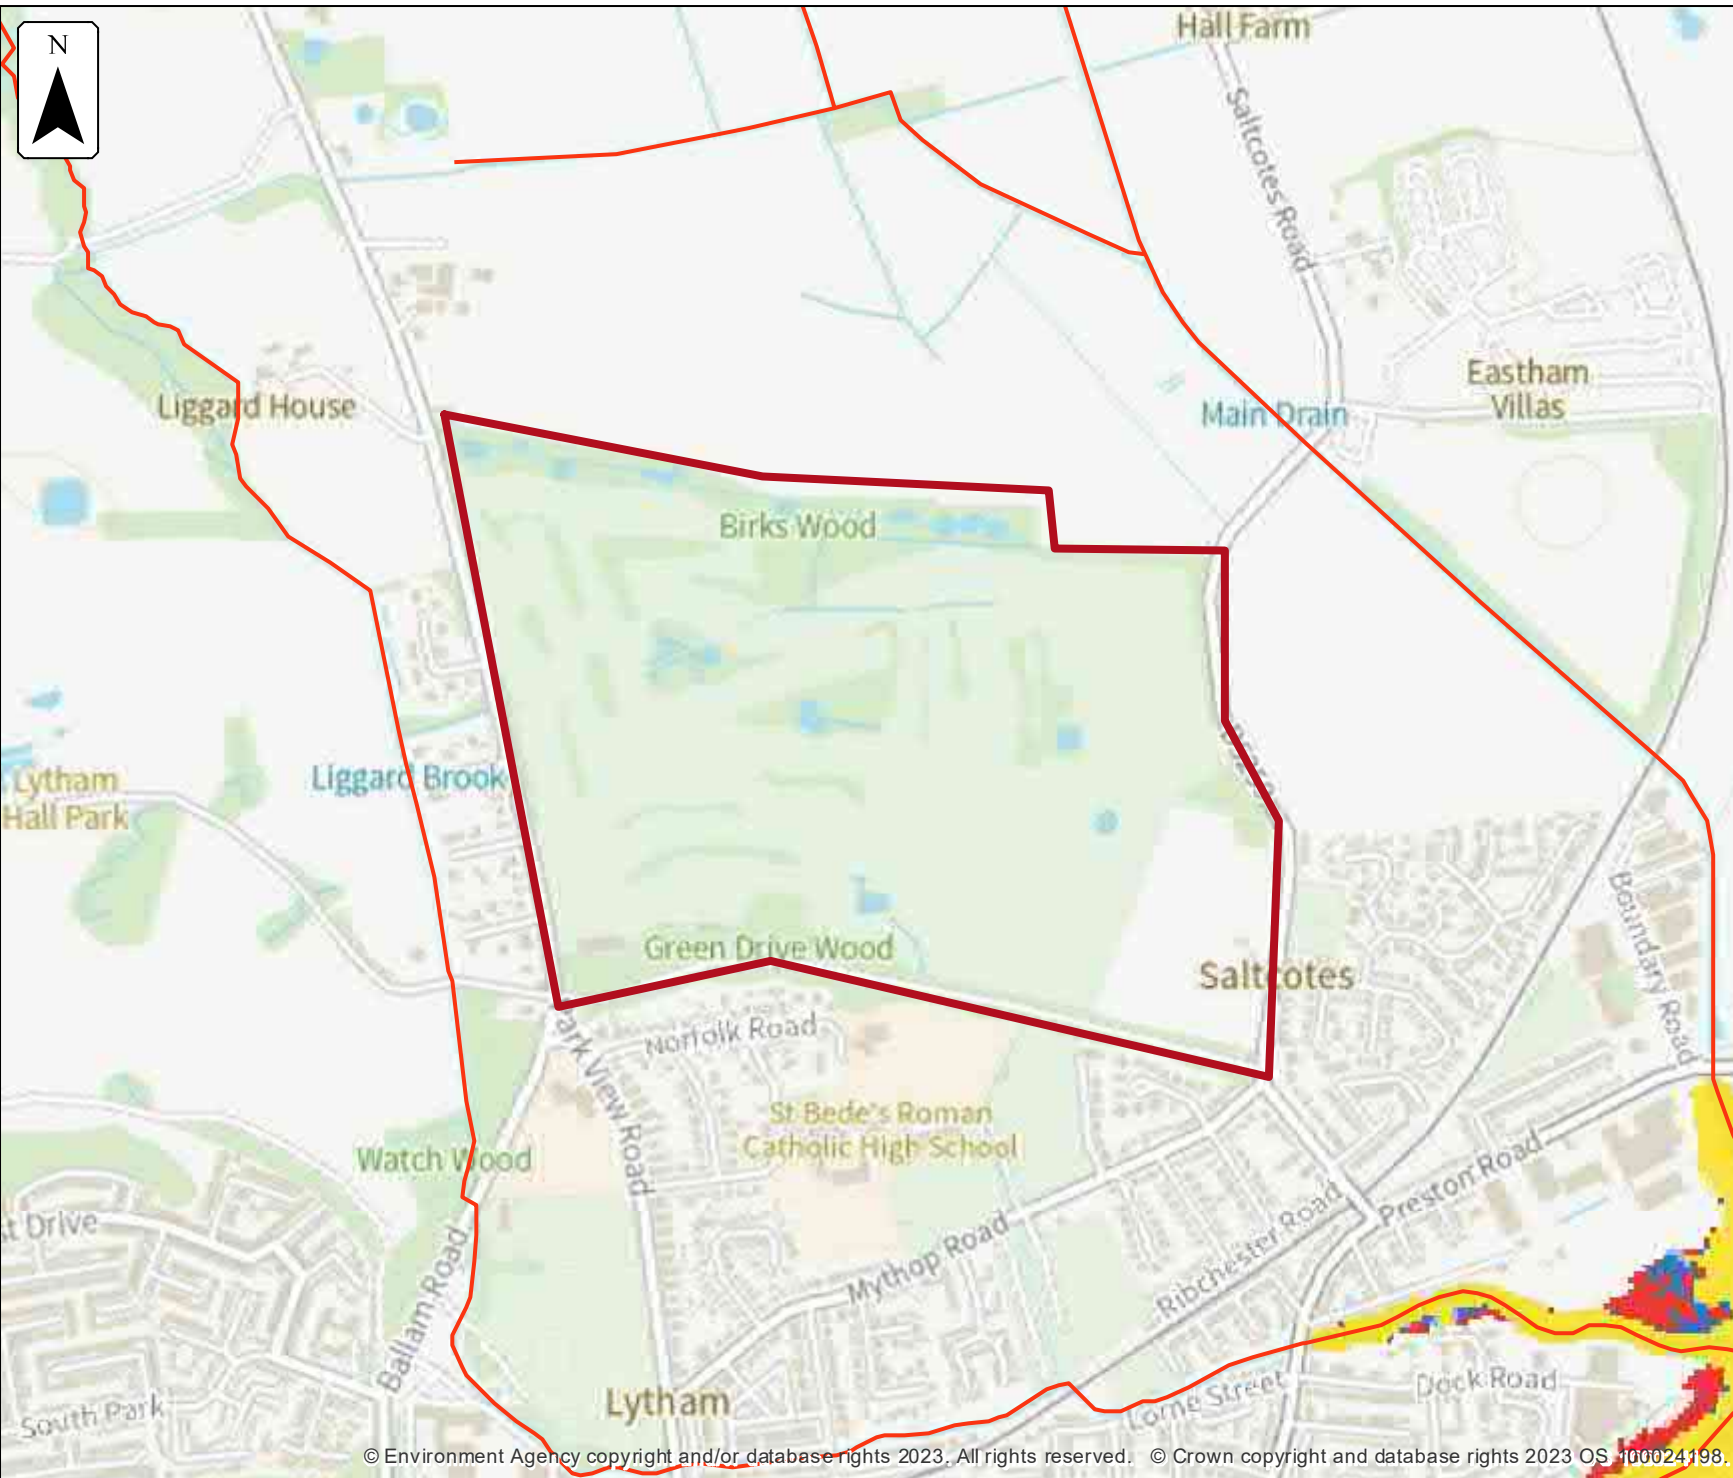 N
Hall Farm
Saltcotes Road
Liggard House
Eastham
Villas
Main Drain
Birks Wood
B5259
Liggard Brook
Lytham
Hall Park
Green Drive Wood
Saltcotes
Boundary Road
Norfolk Road
Park View Road
St Bede's Roman
Catholic High School
Watch Wood
st Drive
Ballam Road
Mythop Road
Ribchester Road
Preston Road
Lytham
South Park
Lorne Street
Dock Road
© Environment Agency copyright and/or database rights 2023. All rights reserved. © Crown copyright and database rights 2023 OS 100024198.